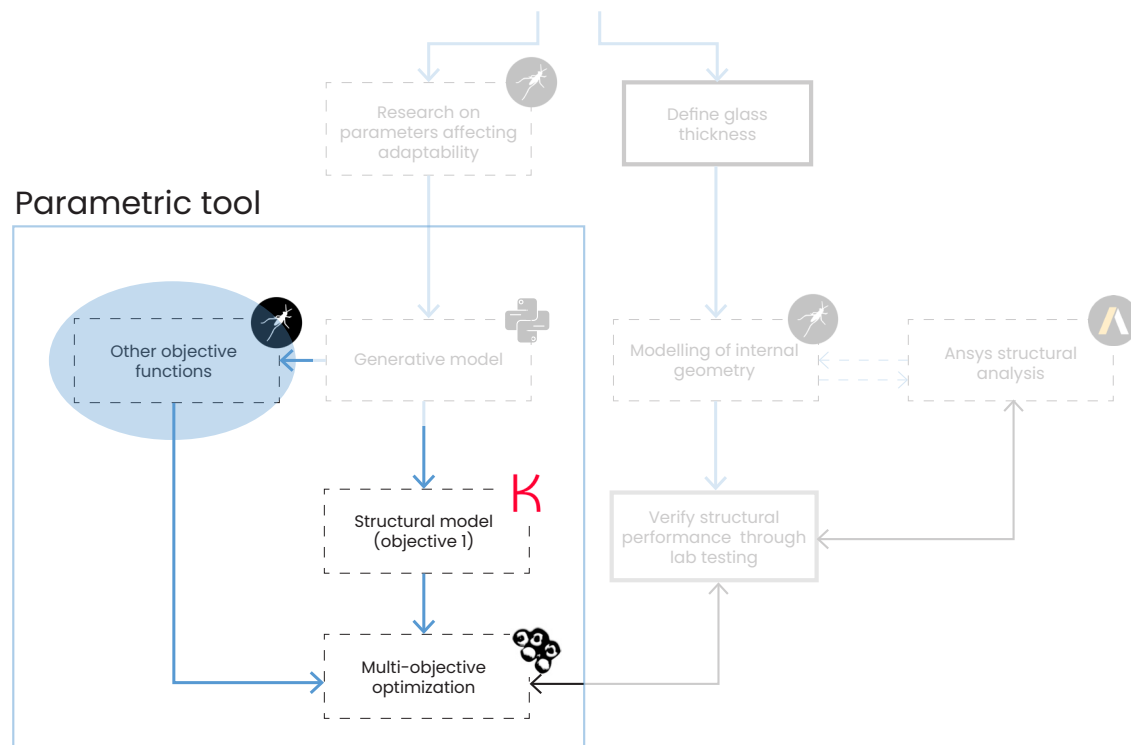 Research on
parameters affecting
adaptability
Define glass
thickness
Parametric tool
Other objective
functions
Generative model
Modelling of internal
geometry
Ansys structural
analysis
Structural model
(objective 1)
Verify structural
performance through
lab testing
Multi-objective
optimization